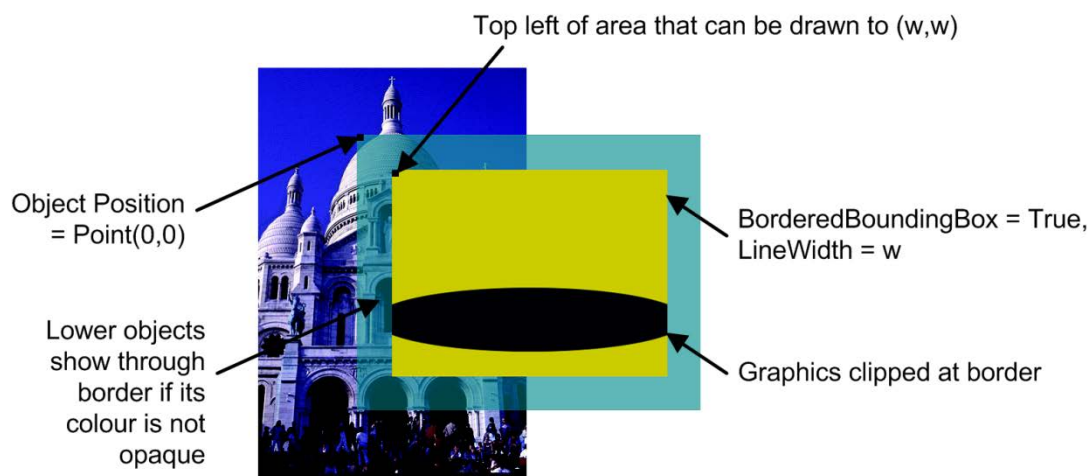 Top left of area that can be drawn to (w,w)
Object Position
= Point(0,0)
BorderedBoundingBox = True,
LineWidth = w
Lower objects
show through
border if its
colour is not
opaque
Graphics clipped at border